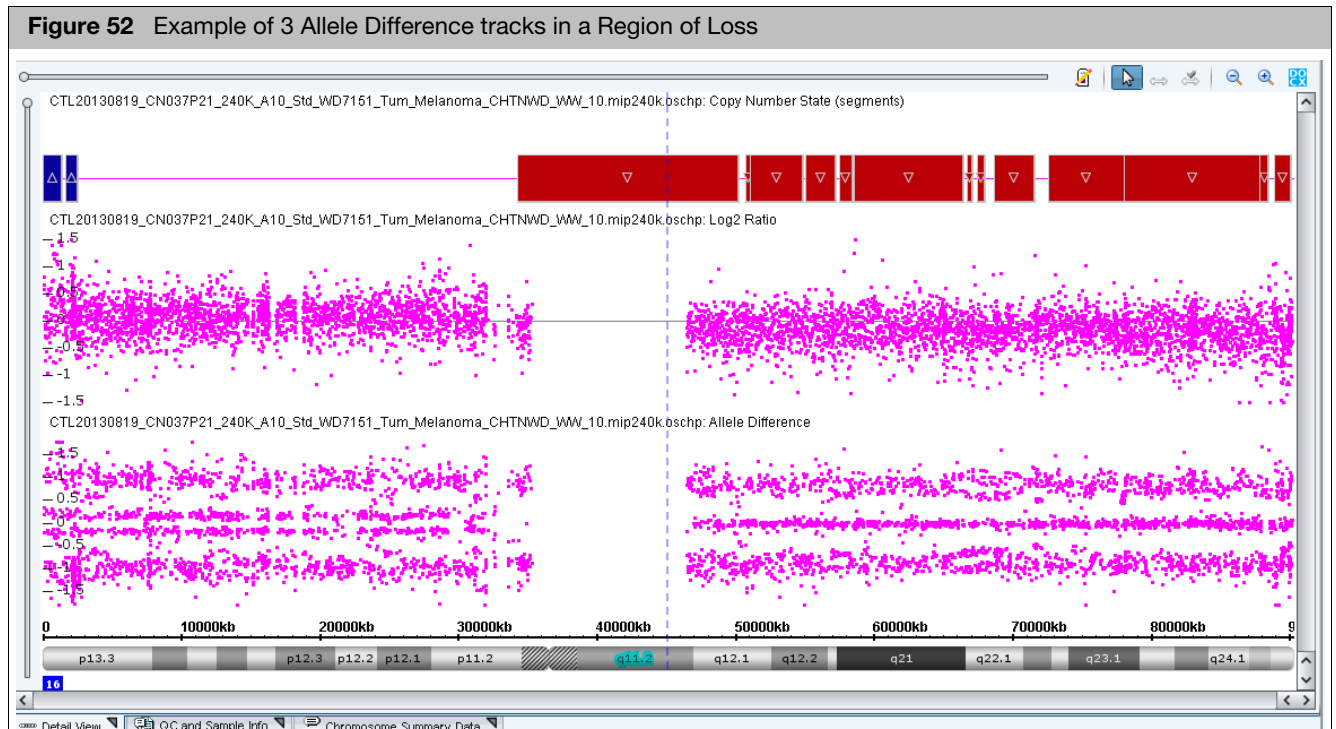 Figure 52 Example of 3 Allele Difference tracks in a Region of Loss
DOCX
CTL20130819_CN037P21_240K_A10_Std_WD7151_Tum_Melanoma_CHTNWD_WW_10.mip240k.oschp: Copy Number State (segments)
CTL20130819_CN037P21_240K_A10_Std_WD7151_Tum_Melanoma_CHTNWD_WW_10.mip240k.oschp: Log2 Ratio
1.5
1
0.5
0
-0.5
-1
-1.5
CTL20130819_CN037P21_240K_A10_Std_WD7151_Tum_Melanoma_CHTNWD_WW_10.mip240k.oschp: Allele Difference
1.5
1
0.5
0
-0.5
-1
-1.5
0 10000kb 20000kb 30000kb 40000kb 50000kb 60000kb 70000kb 80000kb 9
p13.3 p12.3 p12.2 p12.1 p11.2 q11.2 q12.1 q12.2 q21 q22.1 q23.1 q24.1
16
Detail View QC and Sample Info Chromosome Summary Data